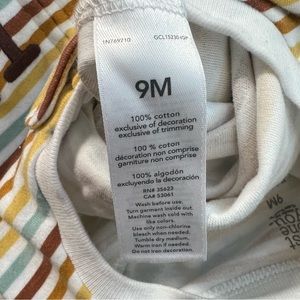 1N769210
9M
100% cotton
exclusive of decoration
exclusive of trimming
100 % coton
décoration non comprise
garniture non comprise
100% algodón
excluyendo la decoración
RN# 35623
CA# 53061
Wash before use.
Turn garment inside out.
Machine wash cold with
like colors.
Use only non-chlorine
bleach when needed.
Tumble dry medium.
Warm iron if needed.
Do not iron decoration.
9M